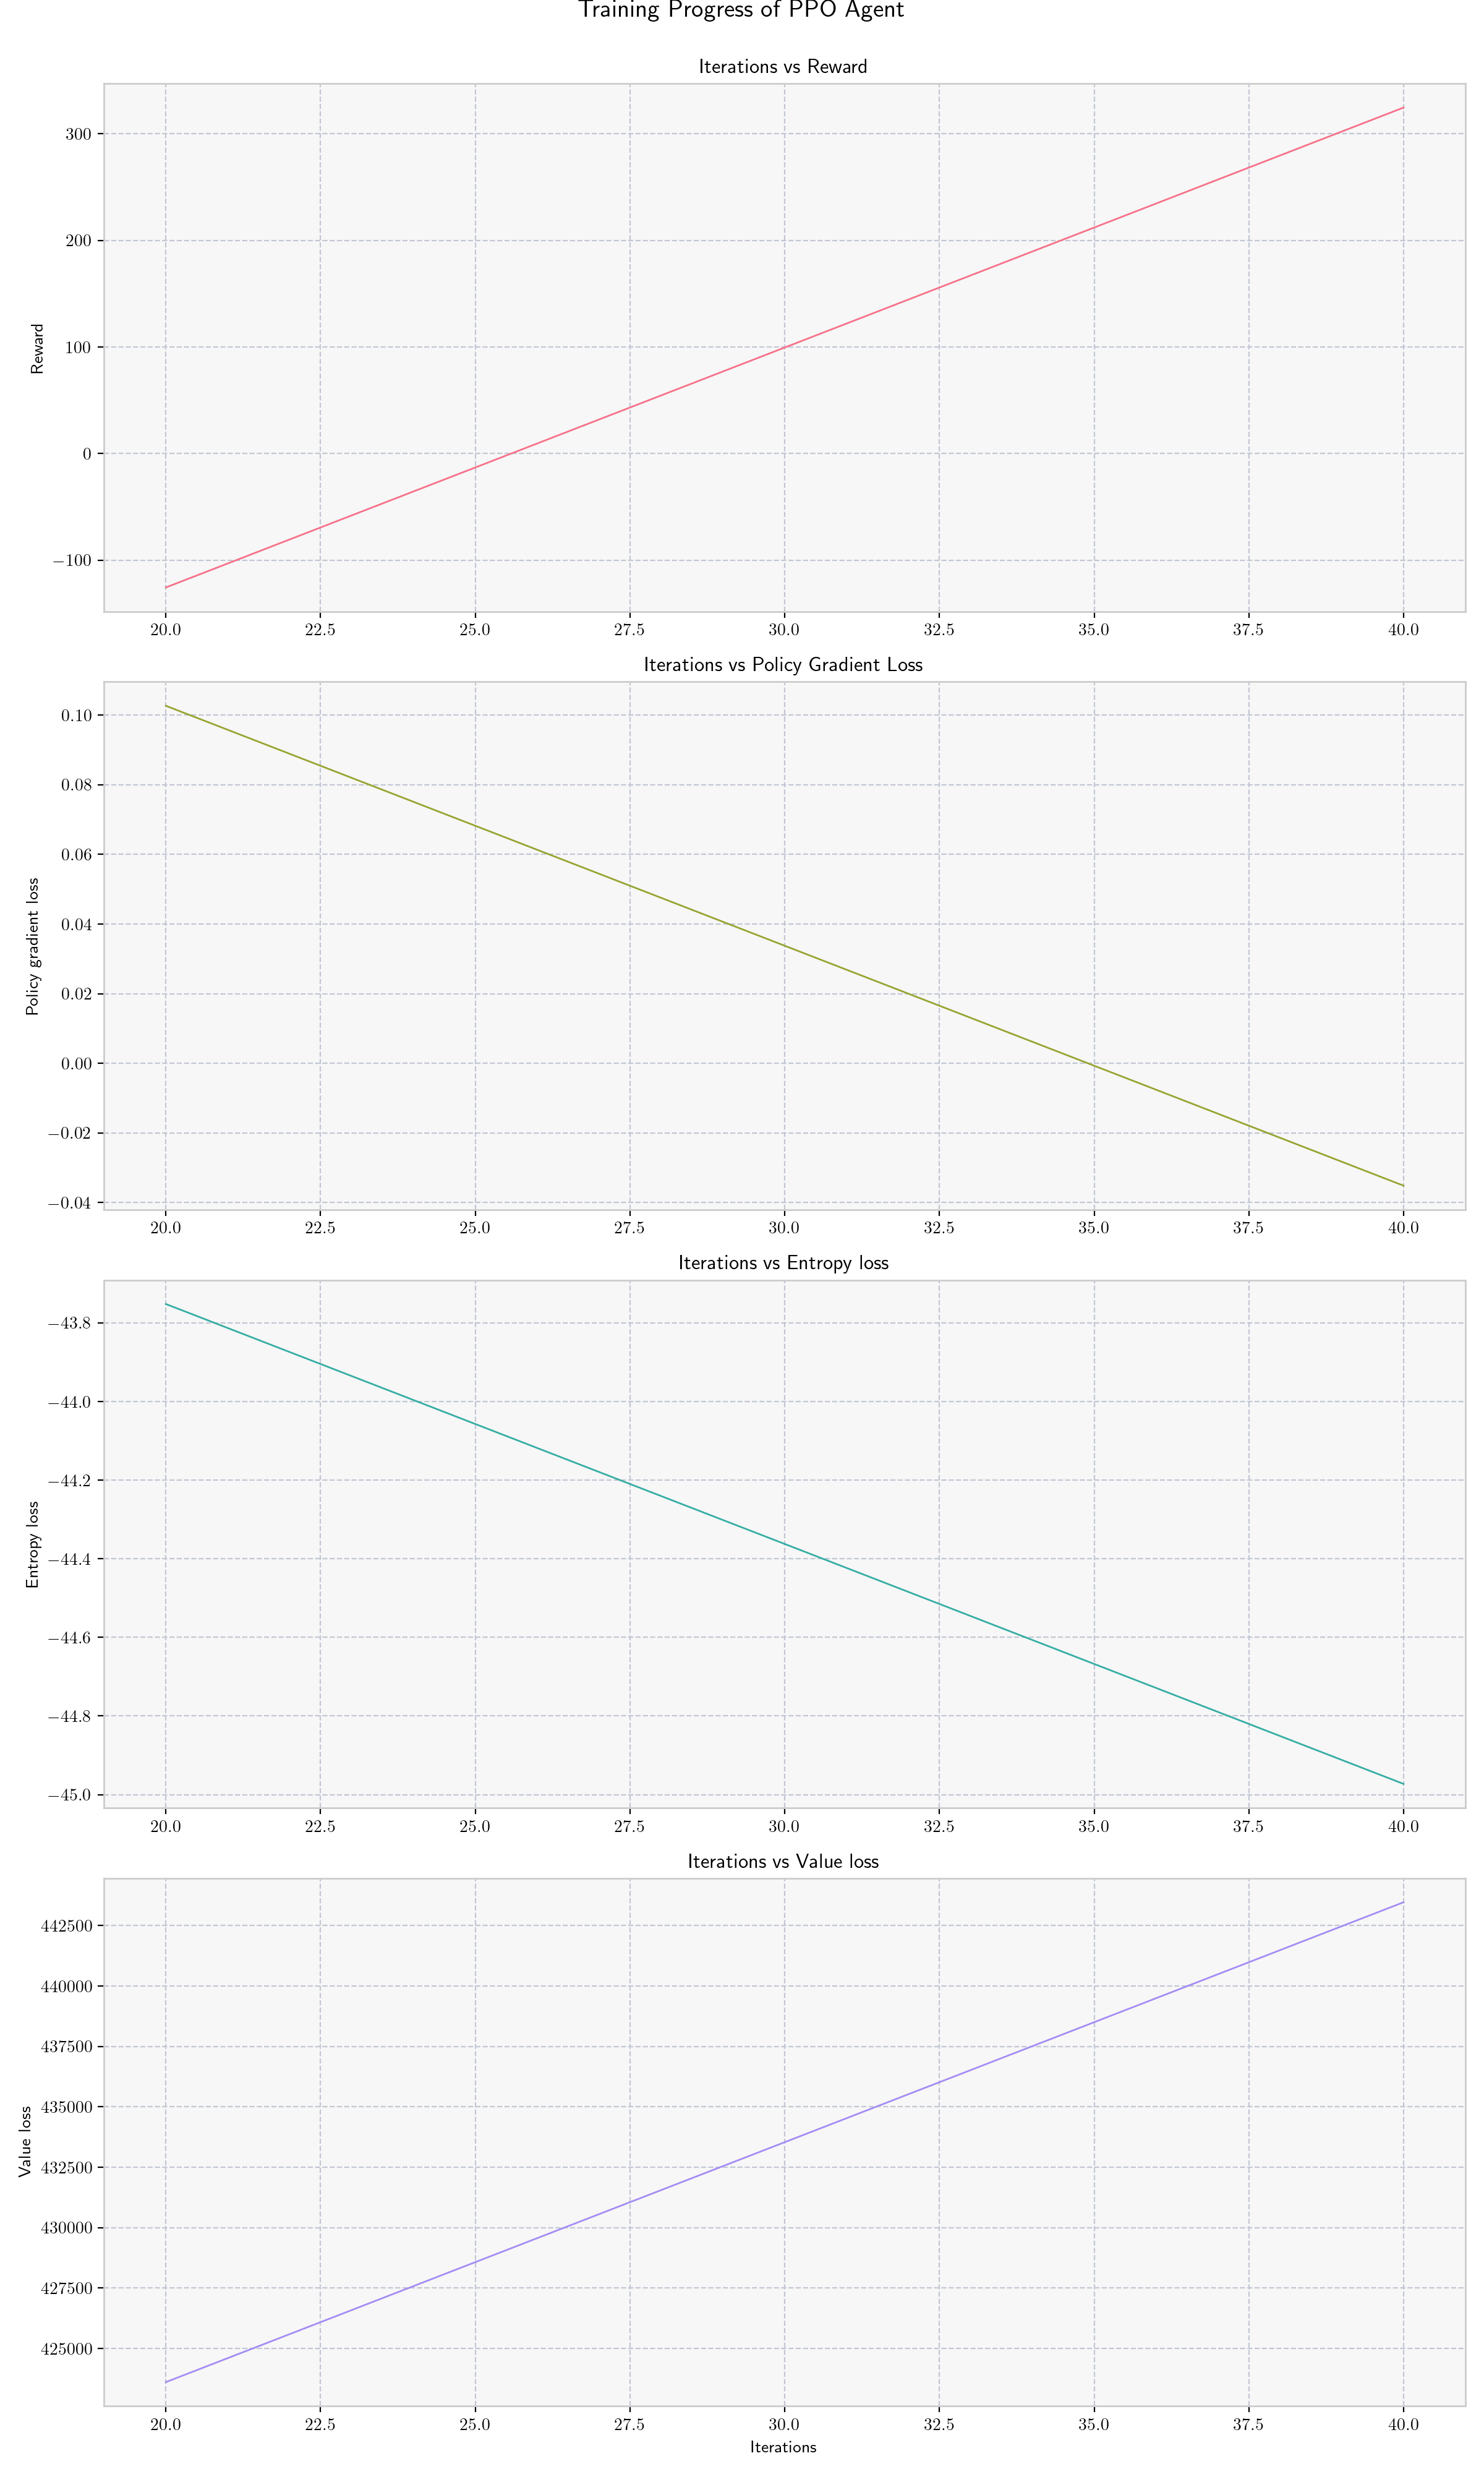 Training Progress of PPO Agent
Iterations vs Reward
Reward
300
200
100
0
−100
20.0 22.5 25.0 27.5 30.0 32.5 35.0 37.5 40.0
Iterations vs Policy Gradient Loss
Policy gradient loss
0.10
0.08
0.06
0.04
0.02
0.00
−0.02
−0.04
20.0 22.5 25.0 27.5 30.0 32.5 35.0 37.5 40.0
Iterations vs Entropy loss
Entropy loss
−43.8
−44.0
−44.2
−44.4
−44.6
−44.8
−45.0
20.0 22.5 25.0 27.5 30.0 32.5 35.0 37.5 40.0
Iterations vs Value loss
Value loss
442500
440000
437500
435000
432500
430000
427500
425000
20.0 22.5 25.0 27.5 30.0 32.5 35.0 37.5 40.0
Iterations